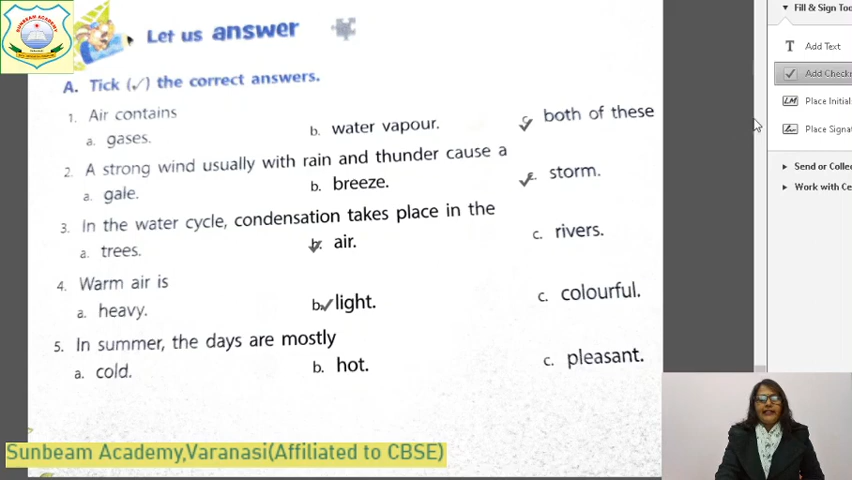 SUNBEAM ACADEMY
Let us answer
A. Tick (✓) the correct answers.
1. Air contains
a. gases. b. water vapour. c. both of these
2. A strong wind usually with rain and thunder cause a
a. gale. b. breeze. c. storm.
3. In the water cycle, condensation takes place in the
a. trees. b. air. c. rivers.
4. Warm air is
a. heavy. b. light. c. colourful.
5. In summer, the days are mostly
a. cold. b. hot. c. pleasant.
Sunbeam Academy,Varanasi(Affiliated to CBSE)
Fill & Sign Too
T Add Text
Add Checkm
Place Initial
Place Signat
Send or Collec
Work with Ce